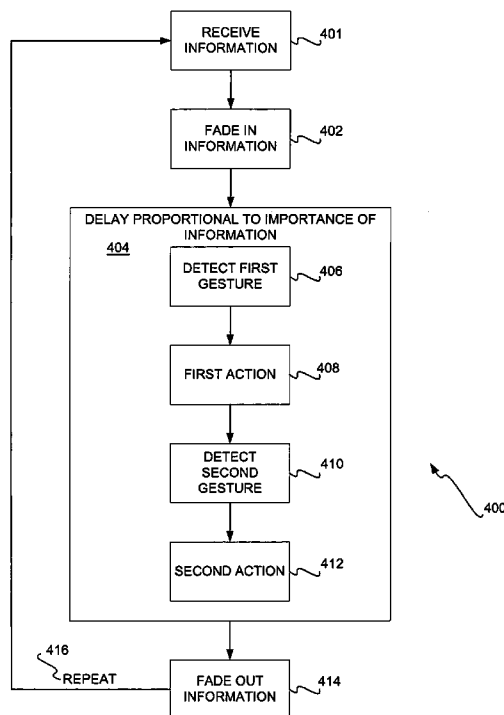 RECEIVE
INFORMATION
401
FADE IN
INFORMATION
402
DELAY PROPORTIONAL TO IMPORTANCE OF
INFORMATION
404
DETECT FIRST
GESTURE
406
FIRST ACTION
408
DETECT
SECOND
GESTURE
410
400
SECOND ACTION
412
416
REPEAT
FADE OUT
INFORMATION
414